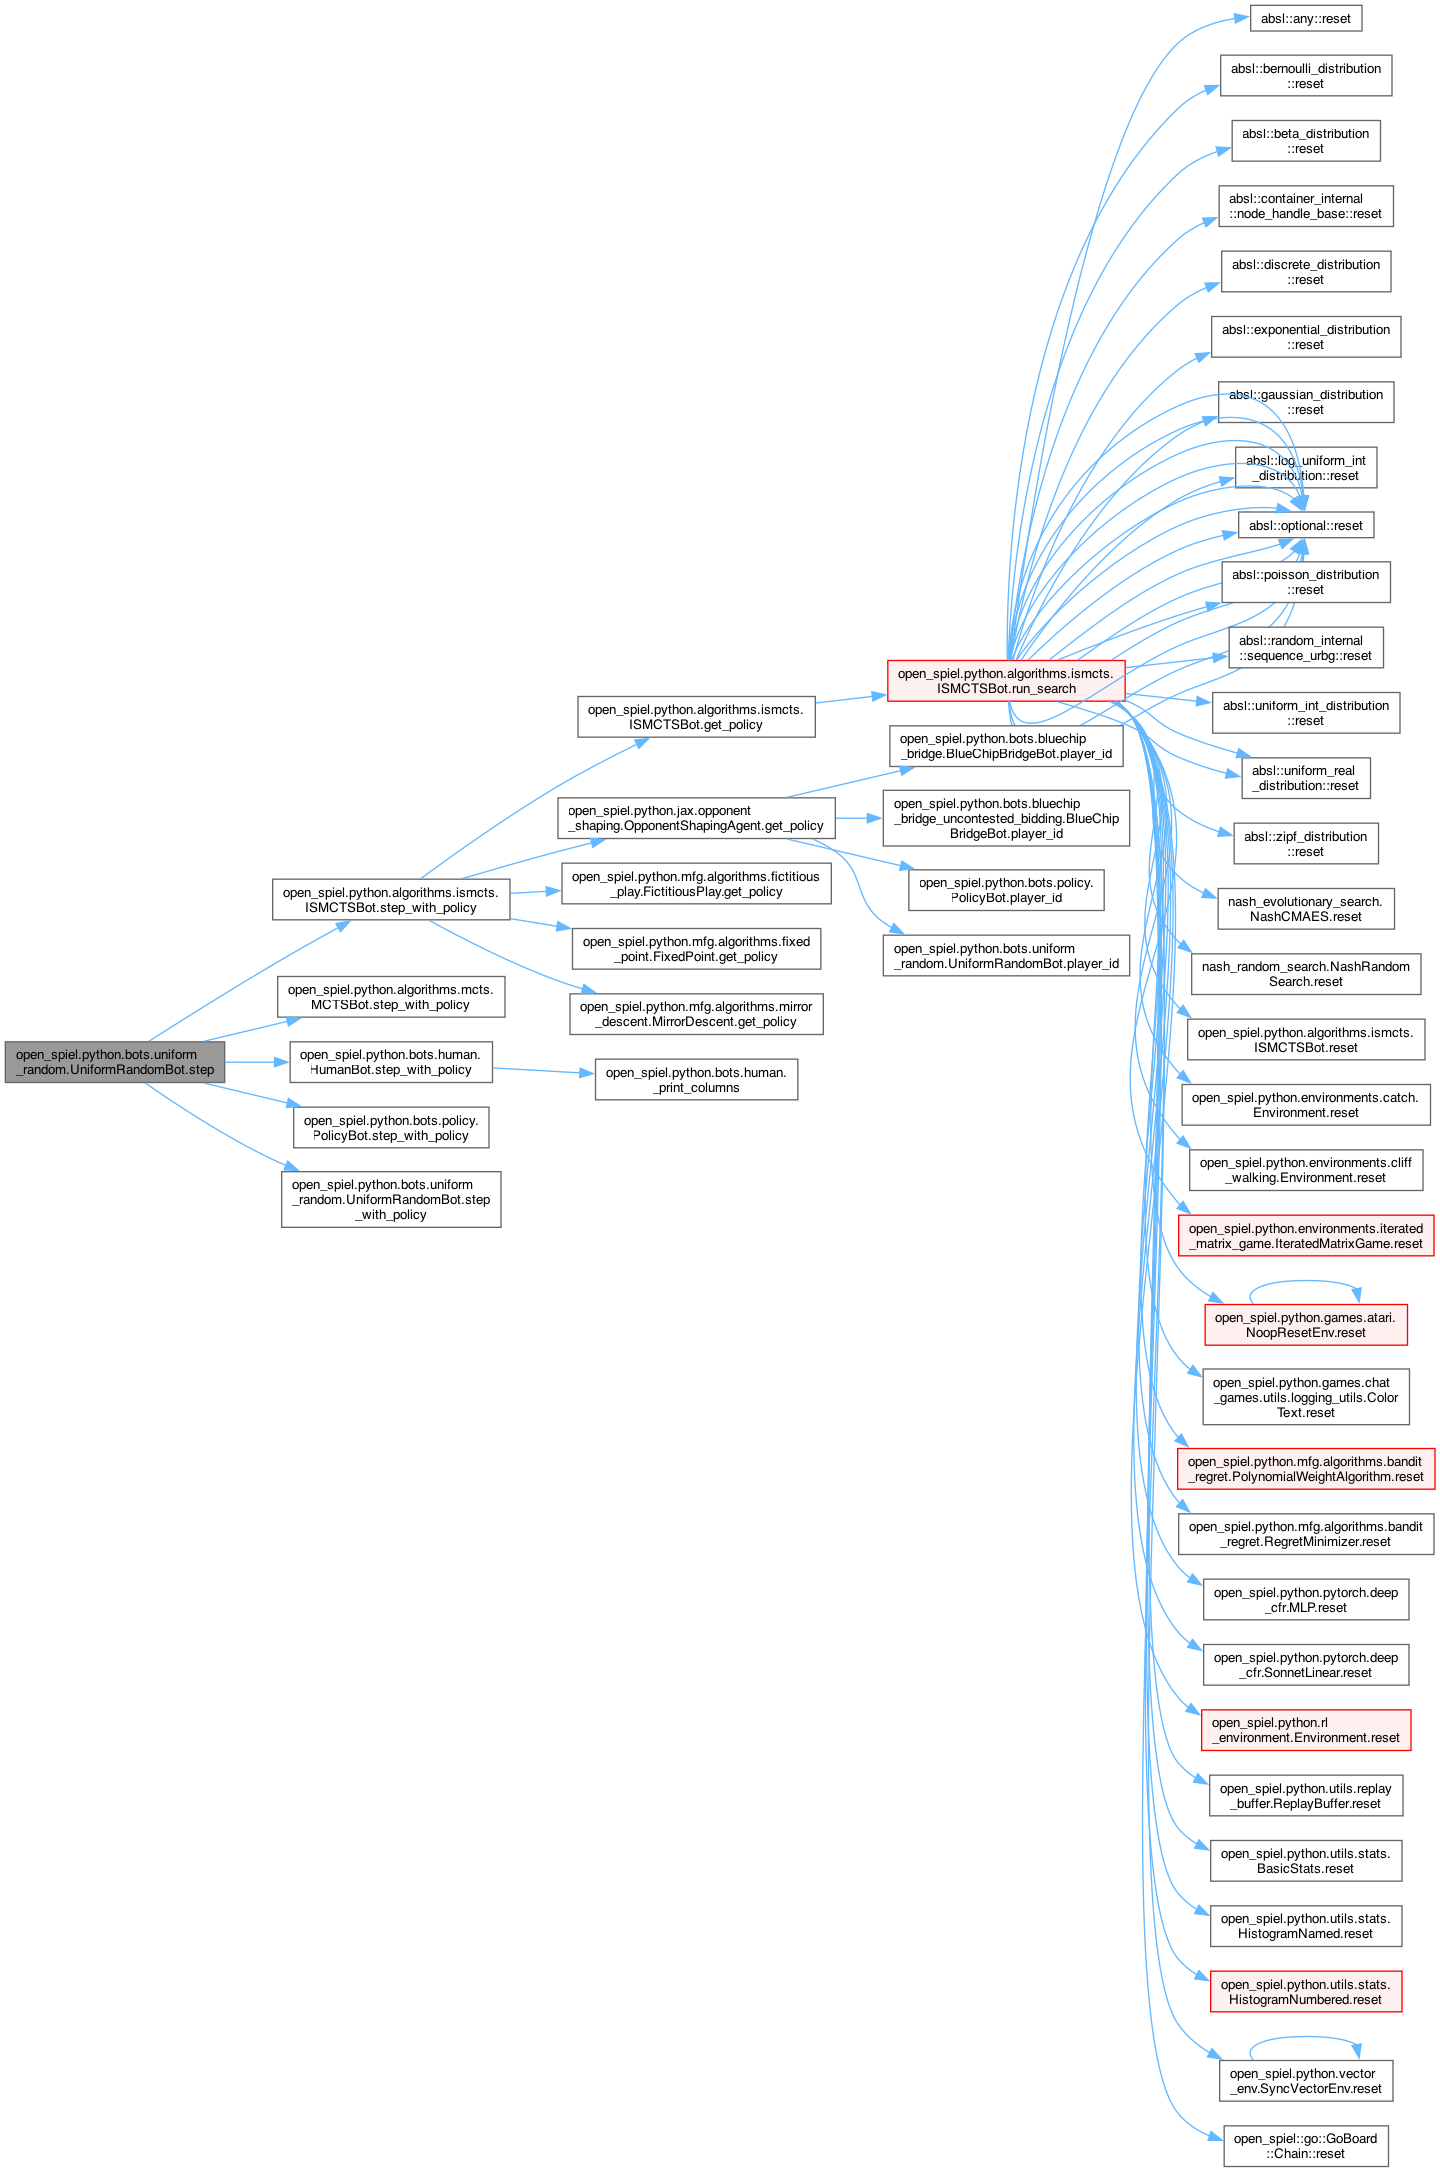 open_spiel.python.bots.uniform
_random.UniformRandomBot.step
open_spiel.python.algorithms.ismcts.
ISMCTSBot.step_with_policy
open_spiel.python.algorithms.mcts.
MCTSBot.step_with_policy
open_spiel.python.bots.human.
HumanBot.step_with_policy
open_spiel.python.bots.policy.
PolicyBot.step_with_policy
open_spiel.python.bots.uniform
_random.UniformRandomBot.step
_with_policy
open_spiel.python.algorithms.ismcts.
ISMCTSBot.get_policy
open_spiel.python.jax.opponent
_shaping.OpponentShapingAgent.get_policy
open_spiel.python.mfg.algorithms.fictitious
_play.FictitiousPlay.get_policy
open_spiel.python.mfg.algorithms.fixed
_point.FixedPoint.get_policy
open_spiel.python.mfg.algorithms.mirror
_descent.MirrorDescent.get_policy
open_spiel.python.bots.human.
_print_columns
open_spiel.python.algorithms.ismcts.
ISMCTSBot.run_search
open_spiel.python.bots.bluechip
_bridge.BlueChipBridgeBot.player_id
open_spiel.python.bots.bluechip
_bridge_uncontested_bidding.BlueChip
BridgeBot.player_id
open_spiel.python.bots.policy.
PolicyBot.player_id
open_spiel.python.bots.uniform
_random.UniformRandomBot.player_id
absl::any::reset
absl::bernoulli_distribution
::reset
absl::beta_distribution
::reset
absl::container_internal
::node_handle_base::reset
absl::discrete_distribution
::reset
absl::exponential_distribution
::reset
absl::gaussian_distribution
::reset
absl::log_uniform_int
_distribution::reset
absl::optional::reset
absl::poisson_distribution
::reset
absl::random_internal
::sequence_urbg::reset
absl::uniform_int_distribution
::reset
absl::uniform_real
_distribution::reset
absl::zipf_distribution
::reset
nash_evolutionary_search.
NashCMAES.reset
nash_random_search.NashRandom
Search.reset
open_spiel.python.algorithms.ismcts.
ISMCTSBot.reset
open_spiel.python.environments.catch.
Environment.reset
open_spiel.python.environments.cliff
_walking.Environment.reset
open_spiel.python.environments.iterated
_matrix_game.IteratedMatrixGame.reset
open_spiel.python.games.atari.
NoopResetEnv.reset
open_spiel.python.games.chat
_games.utils.logging_utils.Color
Text.reset
open_spiel.python.mfg.algorithms.bandit
_regret.PolynomialWeightAlgorithm.reset
open_spiel.python.mfg.algorithms.bandit
_regret.RegretMinimizer.reset
open_spiel.python.pytorch.deep
_cfr.MLP.reset
open_spiel.python.pytorch.deep
_cfr.SonnetLinear.reset
open_spiel.python.rl
_environment.Environment.reset
open_spiel.python.utils.replay
_buffer.ReplayBuffer.reset
open_spiel.python.utils.stats.
BasicStats.reset
open_spiel.python.utils.stats.
HistogramNamed.reset
open_spiel.python.utils.stats.
HistogramNumbered.reset
open_spiel.python.vector
_env.SyncVectorEnv.reset
open_spiel::go::GoBoard
::Chain::reset